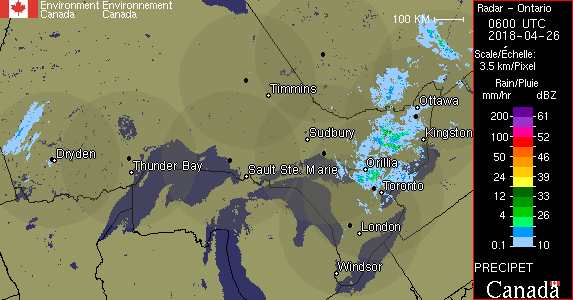 Environment Environnement
Canada Canada
100 KM
Timmins
Ottawa
Sudbury
Kingston
Dryden
Thunder Bay
Sault Ste. Marie
Orillia
Toronto
London
Windsor
Radar - Ontario
0600 UTC
2018-04-26
Scale/Échelle:
3.5 km/Pixel
Rain/Pluie
mm/hr dBZ
200 61
100 56
52
50 46
24 39
12 33
4 26
0.1 10
PRECIPET
Canada